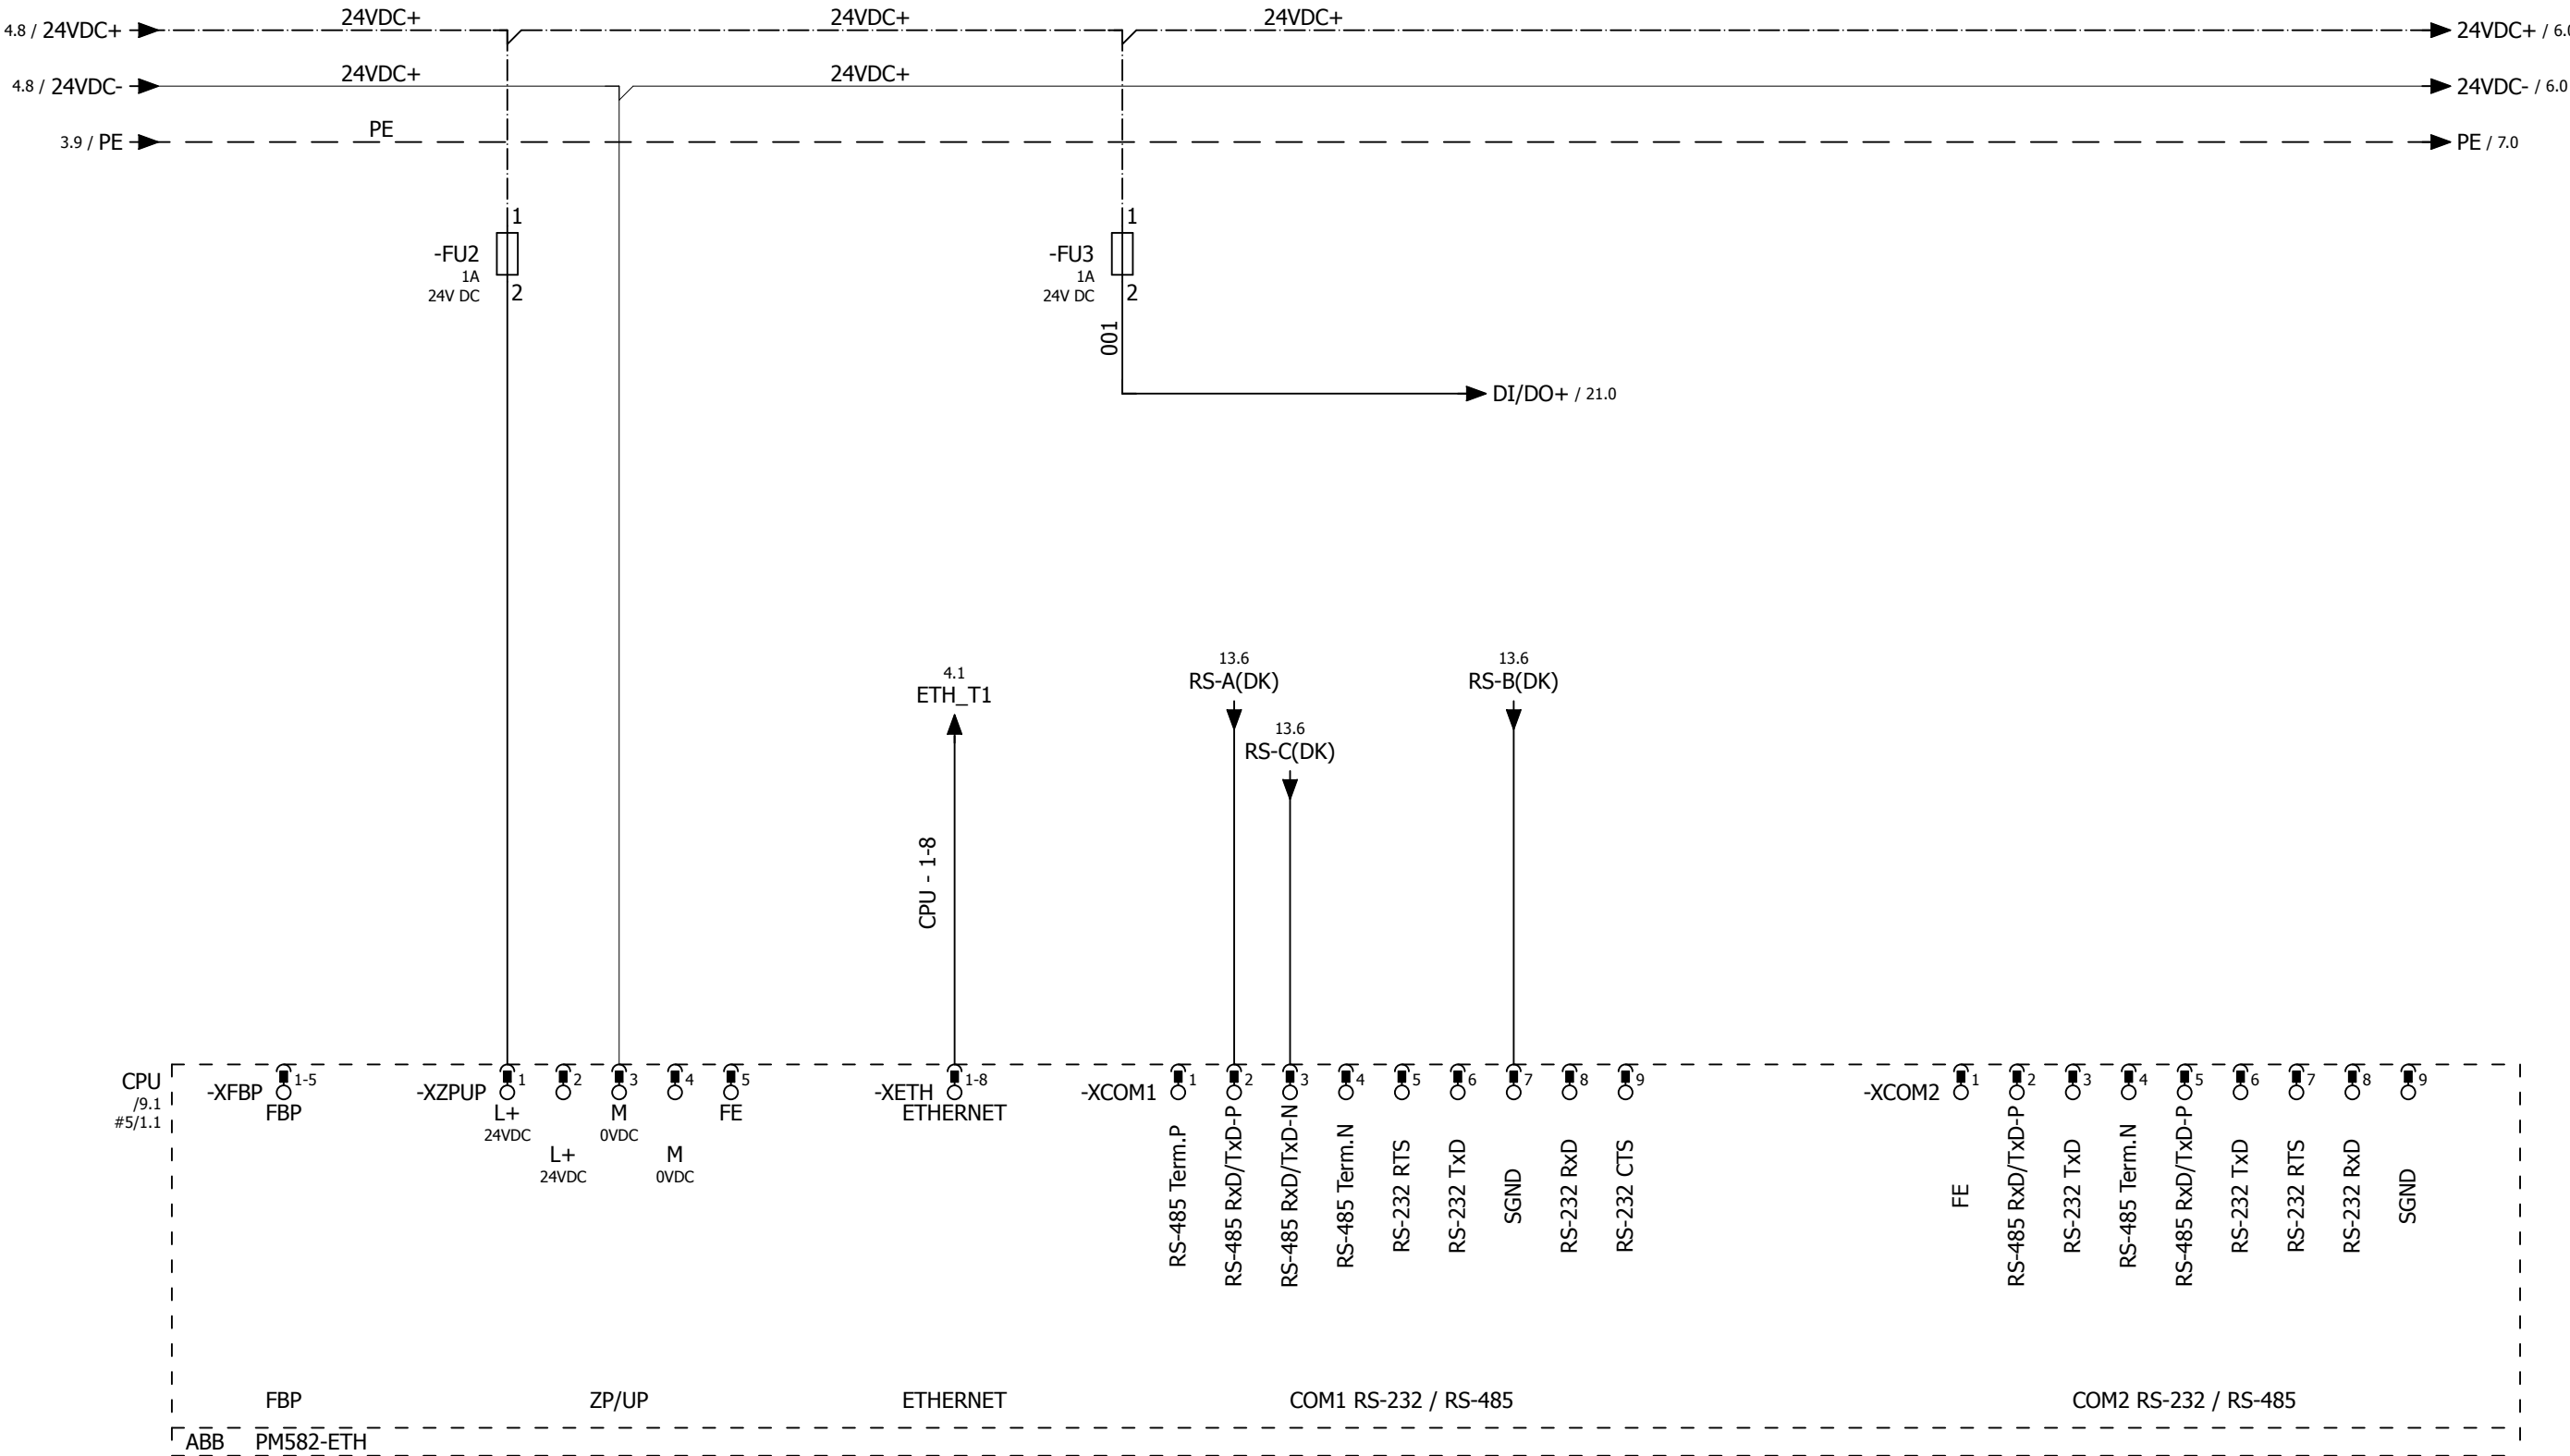 24VDC+ 24VDC+ 24VDC+
4.8 / 24VDC+ 24VDC+ / 6.0
24VDC+ 24VDC+
4.8 / 24VDC- 24VDC- / 6.0
PE
3.9 / PE PE / 7.0
1 1
-FU2 -FU3
1A 1A
24V DC 24V DC
2 2
001
DI/DO+ / 21.0
13.6 13.6
4.1
RS-A(DK) RS-B(DK)
ETH_T1
13.6
RS-C(DK)
CPU - 1-8
CPU
/9.1
#5/1.1
-XFBP 1-5
FBP
-XZPUP 1 2 3 4 5
L+ M FE
24VDC 0VDC
L+ M
24VDC 0VDC
-XETH 1-8
ETHERNET
-XCOM1 1 2 3 4 5 6 7 8 9
RS-485 Term.P
RS-485 RxD/TxD-P
RS-485 RxD/TxD-N
RS-485 Term.N
RS-232 RTS
RS-232 TxD
SGND
RS-232 RxD
RS-232 CTS
-XCOM2 1 2 3 4 5 6 7 8 9
FE
RS-485 RxD/TxD-P
RS-232 TxD
RS-485 Term.N
RS-485 RxD/TxD-P
RS-232 TxD
RS-232 RTS
RS-232 RxD
SGND
FBP ZP/UP ETHERNET COM1 RS-232 / RS-485 COM2 RS-232 / RS-485
ABB PM582-ETH